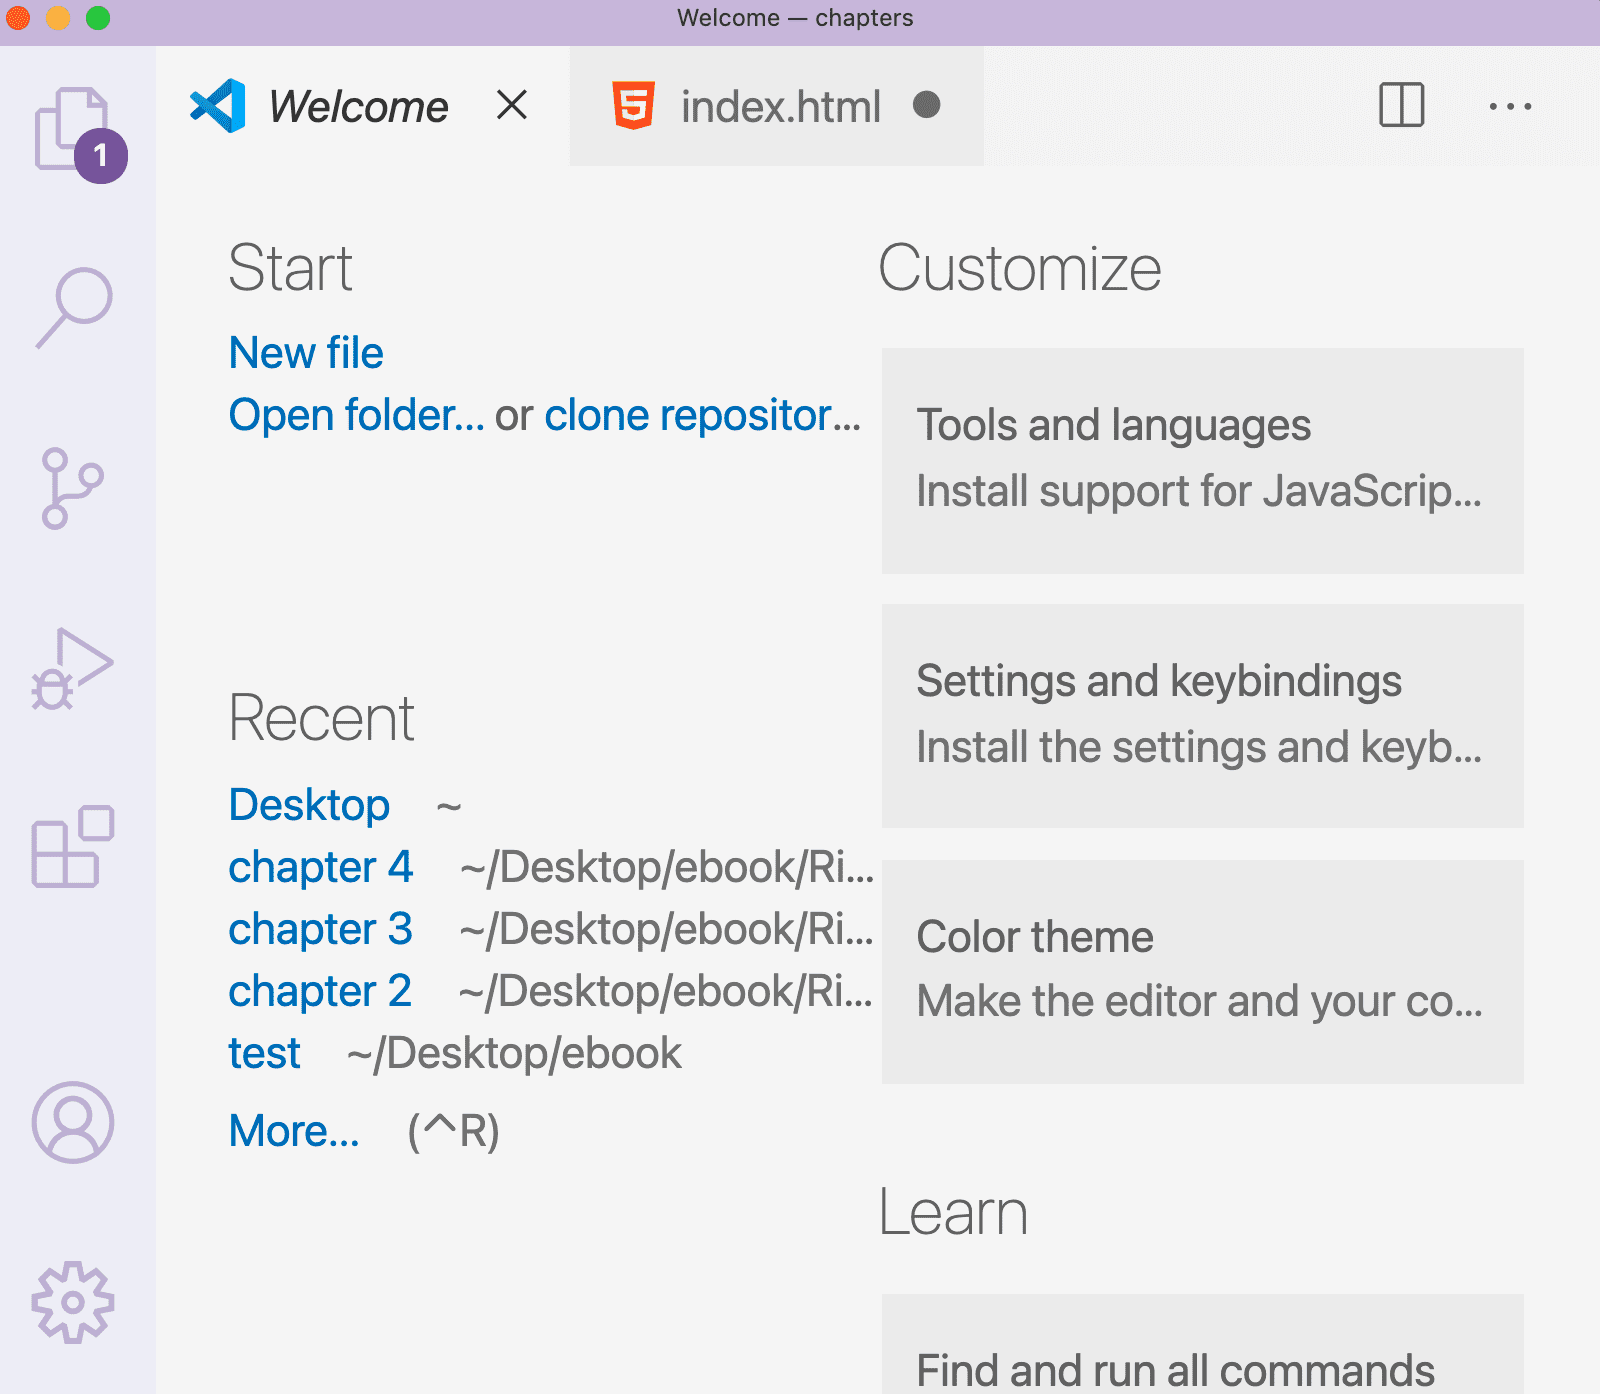 Welcome — chapters
Welcome
index.html
1
Start
New file
Open folder... or clone repositor...
Recent
Desktop ~
chapter 4 ~/Desktop/ebook/Ri...
chapter 3 ~/Desktop/ebook/Ri...
chapter 2 ~/Desktop/ebook/Ri...
test ~/Desktop/ebook
More... (^R)
Customize
Tools and languages
Install support for JavaScrip...
Settings and keybindings
Install the settings and keyb...
Color theme
Make the editor and your co...
Learn
Find and run all commands